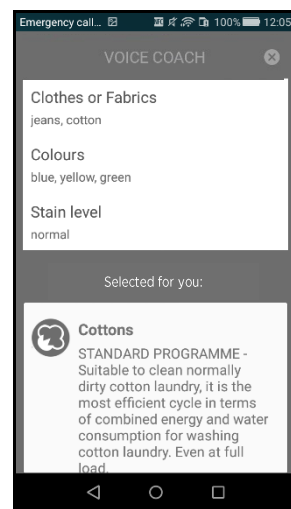 Emergency call... 100% 12:05
VOICE COACH
Clothes or Fabrics
jeans, cotton
Colours
blue, yellow, green
Stain level
normal
Selected for you:
Cottons
STANDARD PROGRAMME -
Suitable to clean normally
dirty cotton laundry, it is the
most efficient cycle in terms
of combined energy and water
consumption for washing
cotton laundry. Even at full
load.